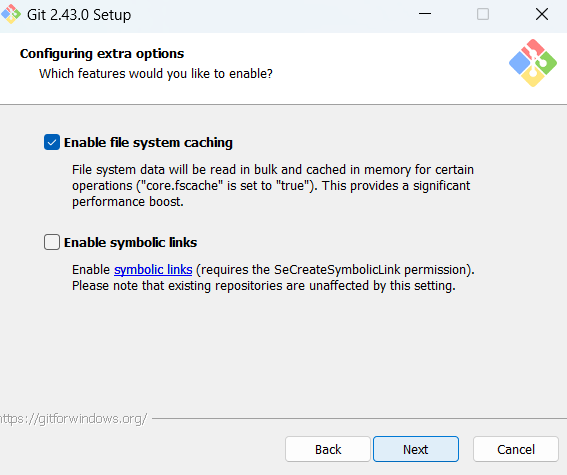 Git 2.43.0 Setup
Configuring extra options
Which features would you like to enable?
Enable file system caching
File system data will be read in bulk and cached in memory for certain
operations ("core.fscache" is set to "true"). This provides a significant
performance boost.
Enable symbolic links
Enable symbolic links (requires the SeCreateSymbolicLink permission).
Please note that existing repositories are unaffected by this setting.
https://gitforwindows.org/
Back
Next
Cancel